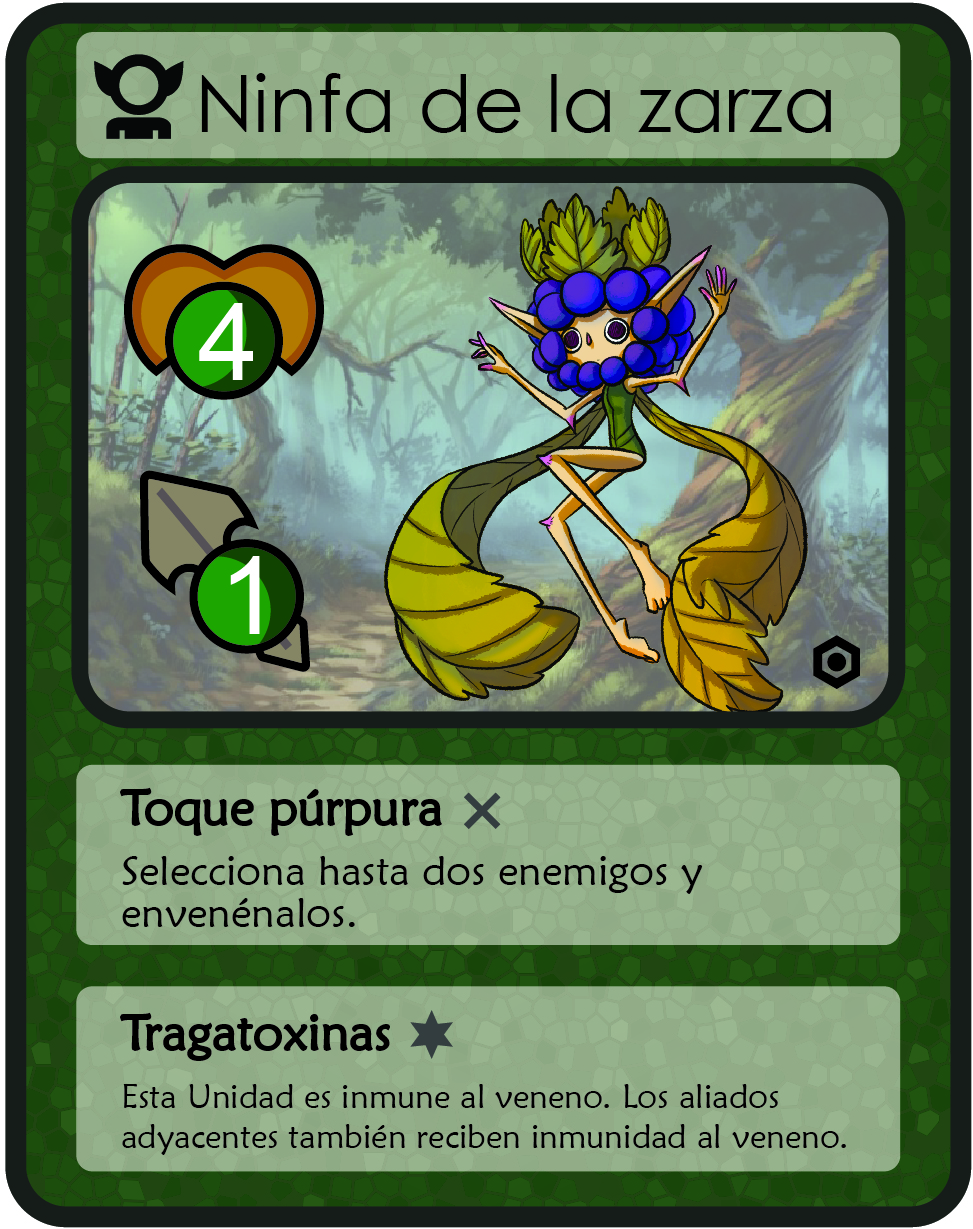 Ninfa de la zarza
4
1
Toque púrpura
Selecciona hasta dos enemigos y
envenénalos.
Tragatoxinas
Esta Unidad es inmune al veneno. Los aliados
adyacentes también reciben inmunidad al veneno.